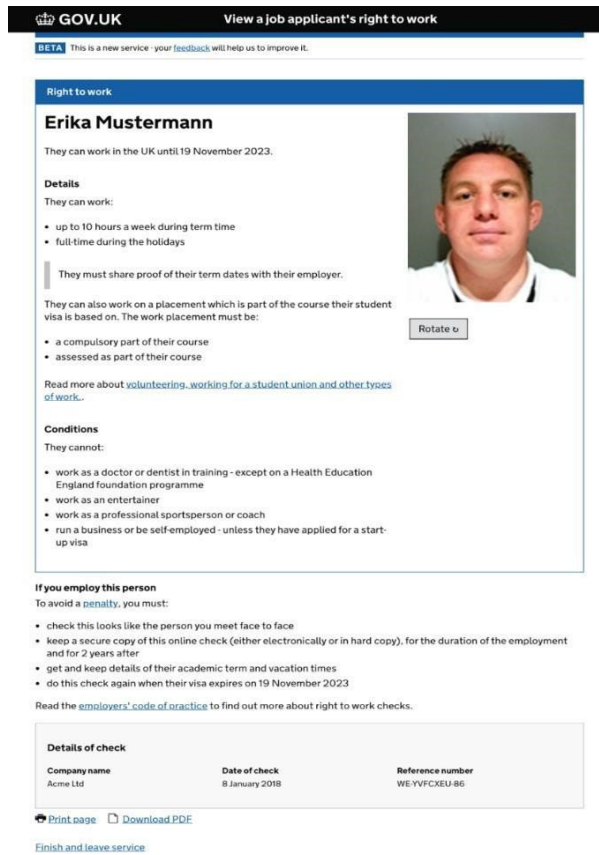 GOV.UK View a job applicant's right to work
BETA This is a new service - your feedback will help us to improve it.
Right to work
Erika Mustermann
They can work in the UK until 19 November 2023.
Details
They can work:
• up to 10 hours a week during term time
• full-time during the holidays
They must share proof of their term dates with their employer.
They can also work on a placement which is part of the course their student
visa is based on. The work placement must be:
• a compulsory part of their course
• assessed as part of their course
Rotate ↻
Read more about volunteering, working for a student union and other types
of work..
Conditions
They cannot:
• work as a doctor or dentist in training - except on a Health Education
England foundation programme
• work as an entertainer
• work as a professional sportsperson or coach
• run a business or be self-employed - unless they have applied for a start-
up visa
If you employ this person
To avoid a penalty, you must:
• check this looks like the person you meet face to face
• keep a secure copy of this online check (either electronically or in hard copy), for the duration of the employment
and for 2 years after
• get and keep details of their academic term and vacation times
• do this check again when their visa expires on 19 November 2023
Read the employers' code of practice to find out more about right to work checks.
Details of check
Company name Date of check Reference number
Acme Ltd 8 January 2018 WE-YVFCXEU-86
Print page Download PDF
Finish and leave service